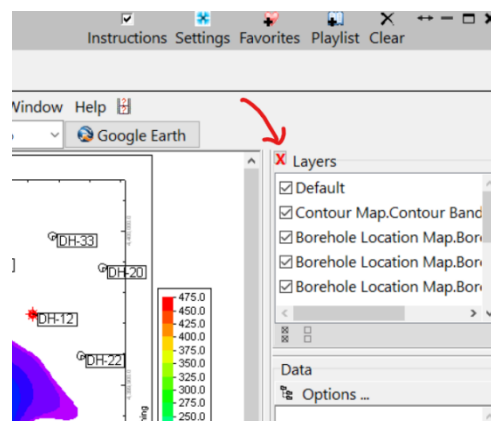 Instructions Settings Favorites Playlist Clear
Window Help
Google Earth
X Layers
Default
Contour Map.Contour Band
Borehole Location Map.Bore
Borehole Location Map.Bore
Borehole Location Map.Bore
DH-33
DH-20
DH-12
DH-22
475.0
450.0
425.0
400.0
375.0
350.0
325.0
300.0
275.0
250.0
Data
Options ...